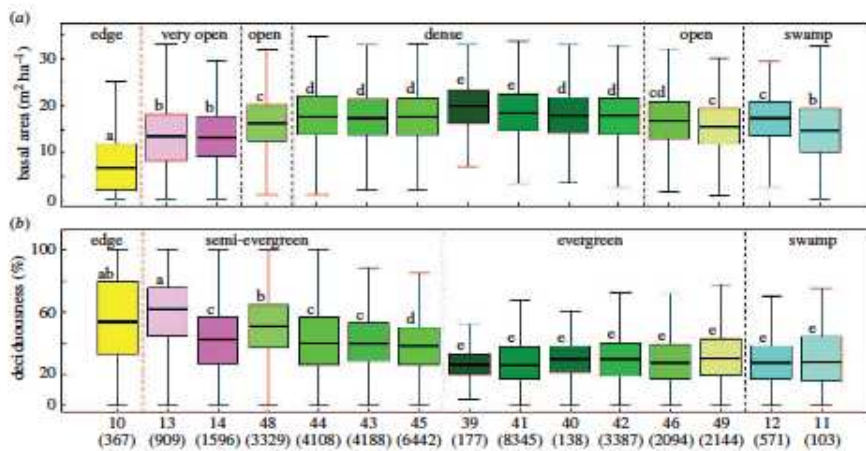 (a)
edge very open open dense open swamp
basal area (m² ha⁻¹)
30
20
10
0
a b b c d d d e e d d cd c c b
(b)
edge semi-evergreen evergreen swamp
deciduousness (%)
100
60
20
0
ab a c b c c d e e e e e e e e
10 13 14 48 44 43 45 39 41 40 42 46 49 12 11
(367) (909) (1596) (3329) (4108) (4188) (6442) (177) (8345) (138) (3387) (2094) (2144) (571) (103)